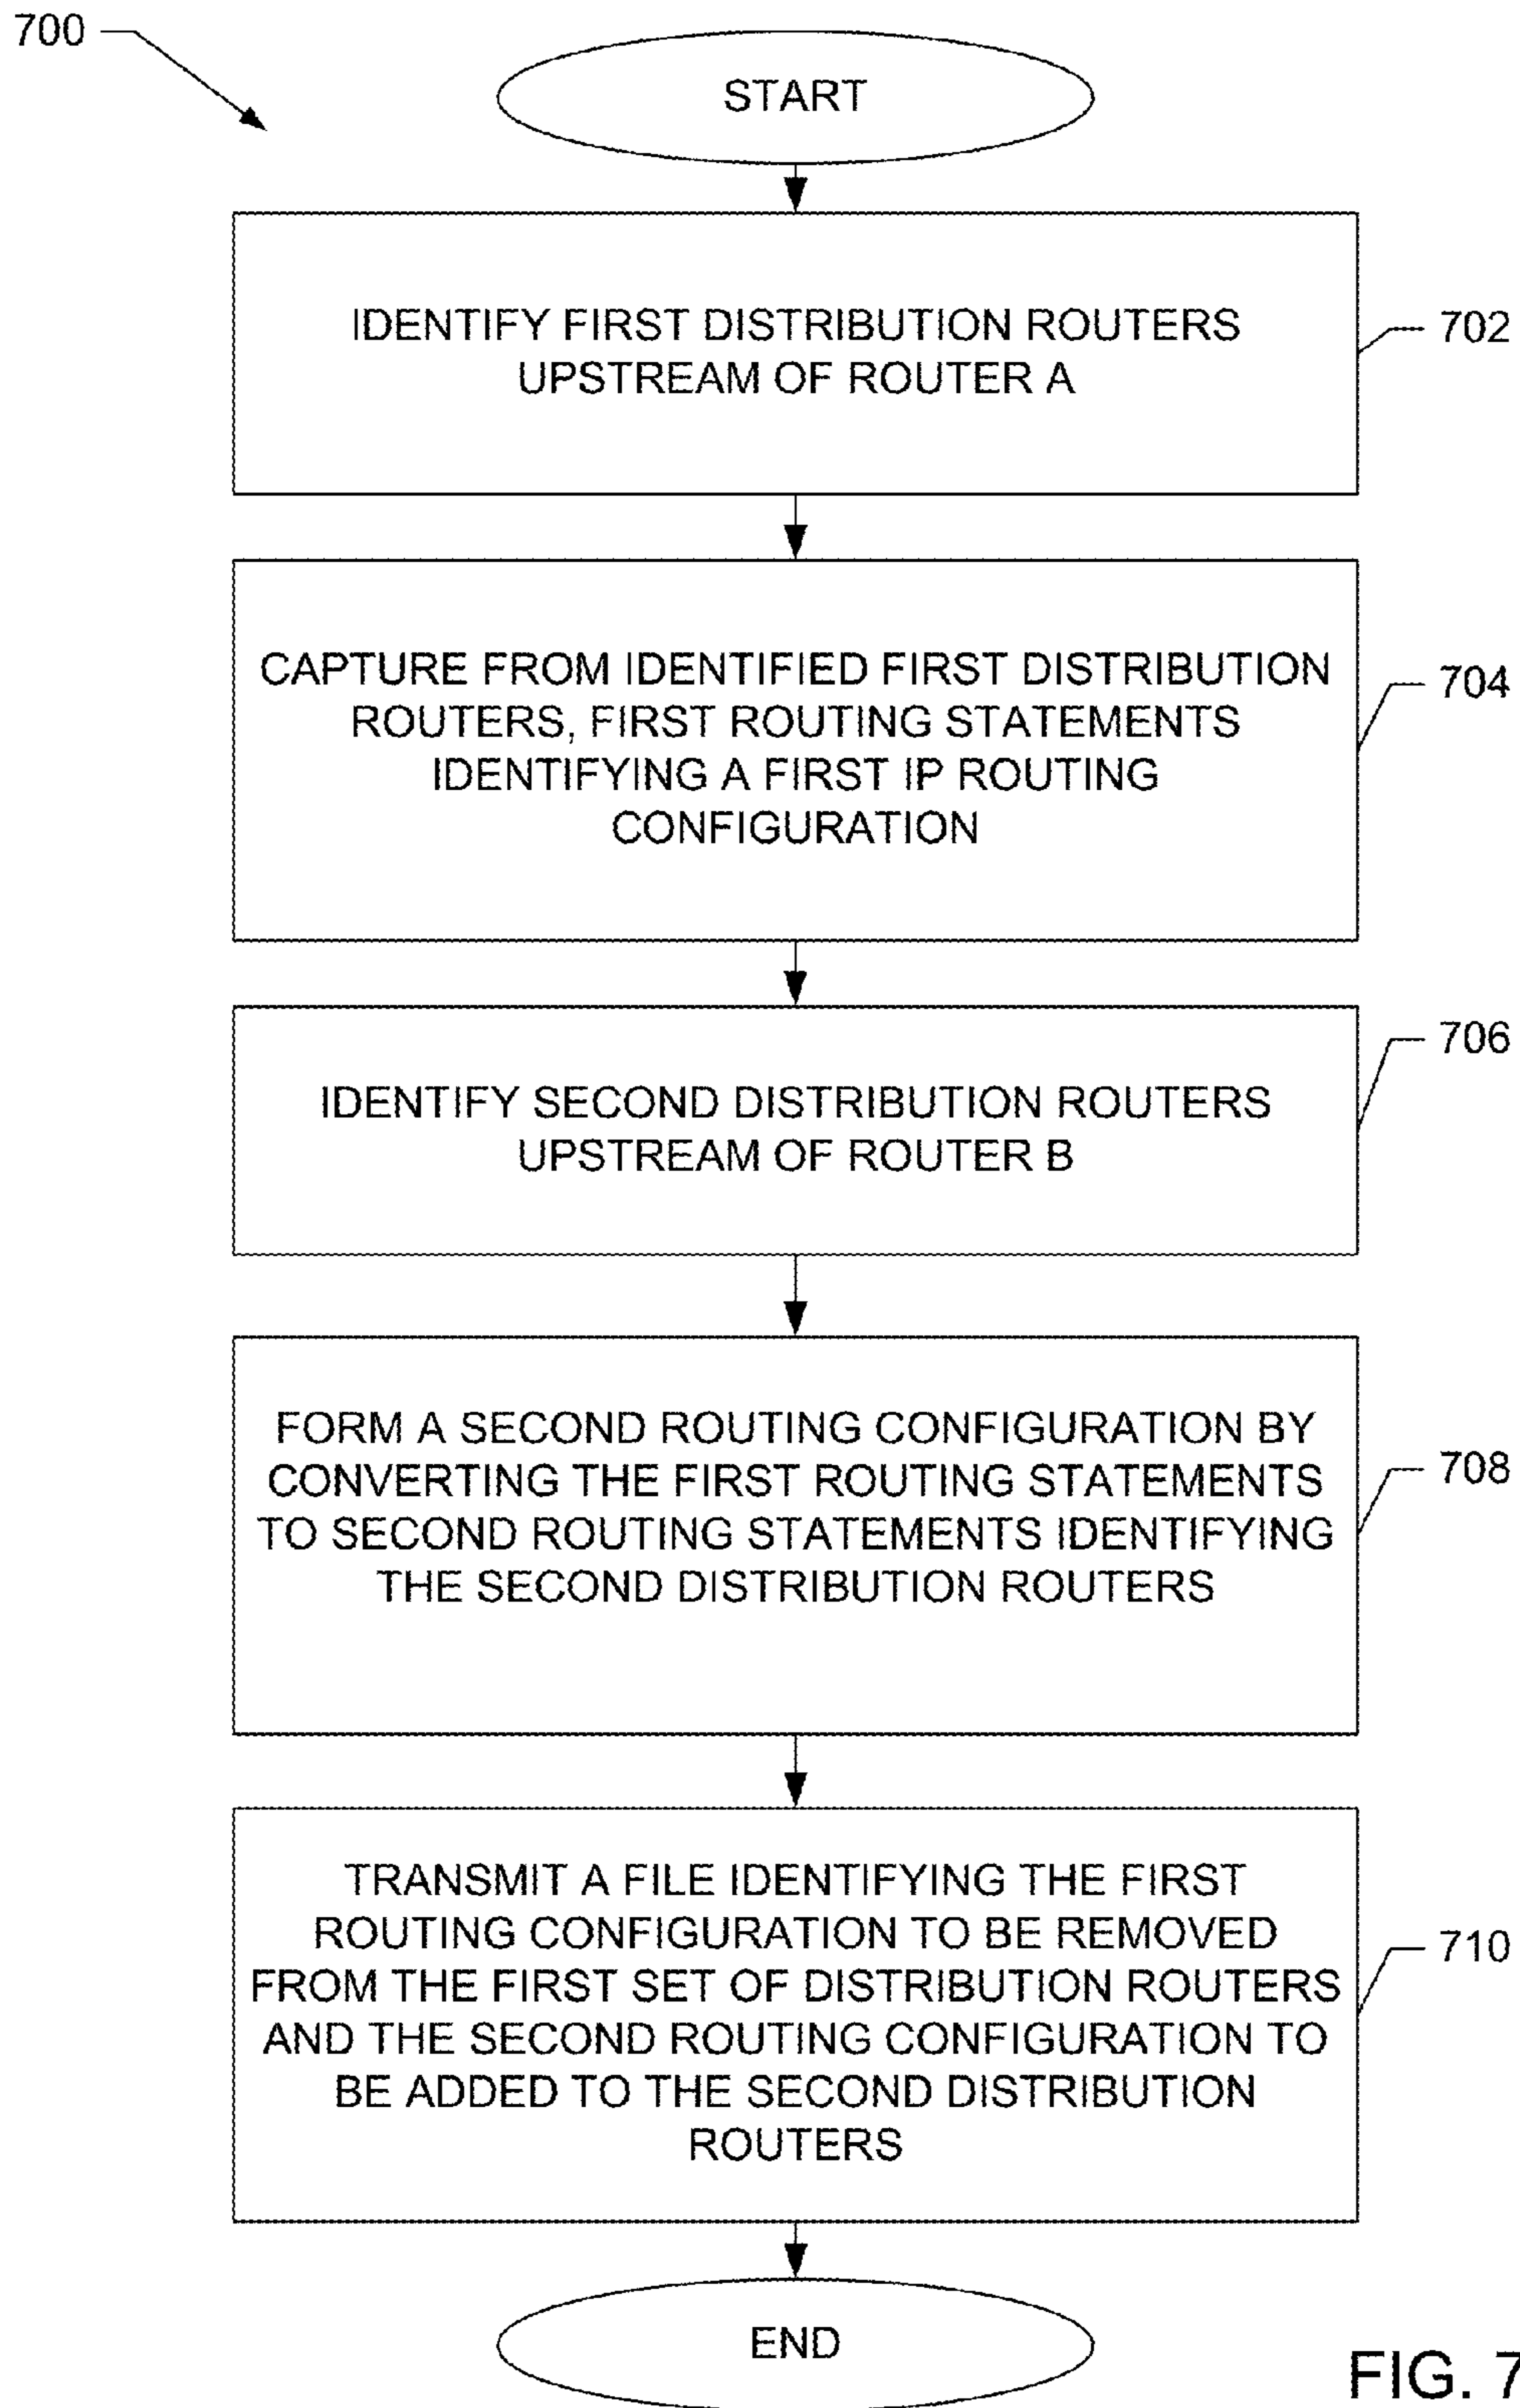 700
START
IDENTIFY FIRST DISTRIBUTION ROUTERS
UPSTREAM OF ROUTER A
702
CAPTURE FROM IDENTIFIED FIRST DISTRIBUTION
ROUTERS, FIRST ROUTING STATEMENTS
IDENTIFYING A FIRST IP ROUTING
CONFIGURATION
704
IDENTIFY SECOND DISTRIBUTION ROUTERS
UPSTREAM OF ROUTER B
706
FORM A SECOND ROUTING CONFIGURATION BY
CONVERTING THE FIRST ROUTING STATEMENTS
TO SECOND ROUTING STATEMENTS IDENTIFYING
THE SECOND DISTRIBUTION ROUTERS
708
TRANSMIT A FILE IDENTIFYING THE FIRST
ROUTING CONFIGURATION TO BE REMOVED
FROM THE FIRST SET OF DISTRIBUTION ROUTERS
AND THE SECOND ROUTING CONFIGURATION TO
BE ADDED TO THE SECOND DISTRIBUTION
ROUTERS
710
END
FIG. 7